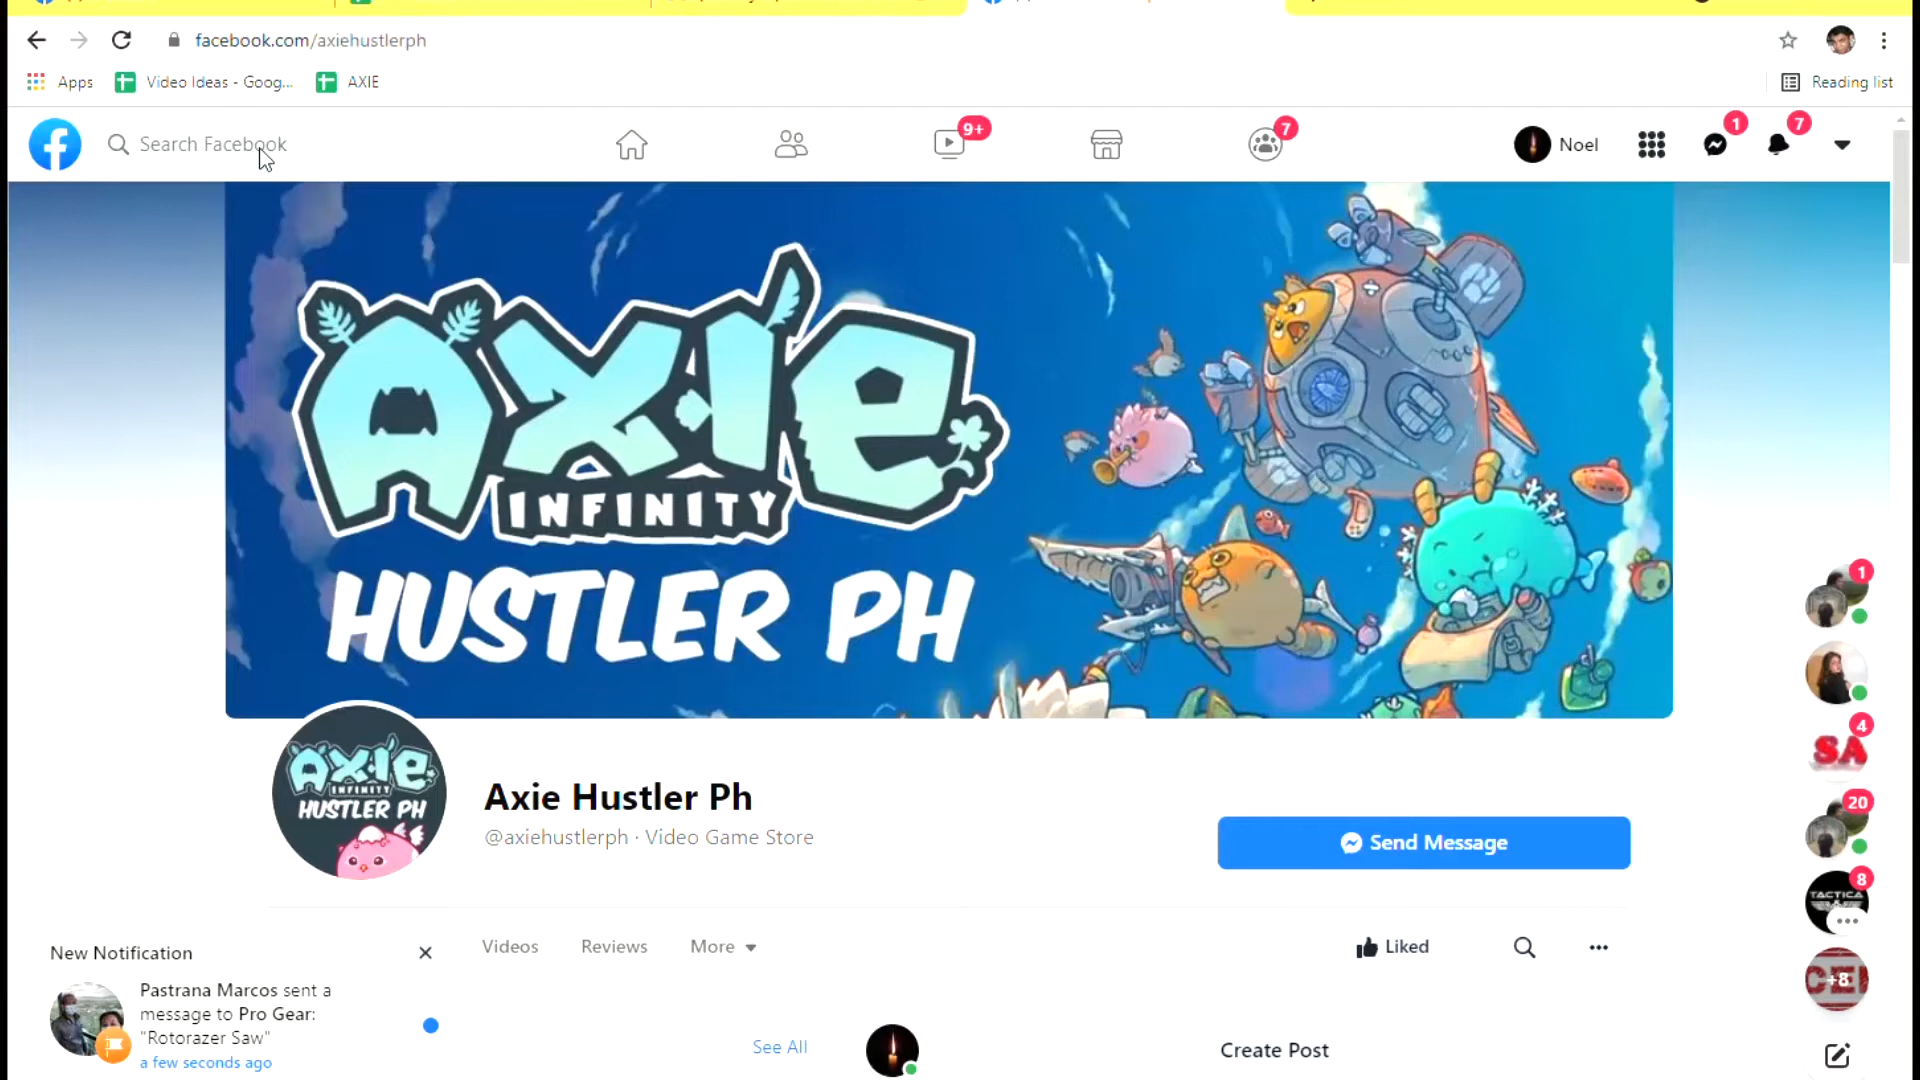 facebook.com/axiehustlerph
Apps
Video Ideas - Goog...
AXIE
Reading list
Search Facebook
9+
7
Noel
1
7
AXIE
INFINITY
HUSTLER PH
AXIE
INFINITY
HUSTLER PH
Axie Hustler Ph
@axiehustlerph · Video Game Store
Send Message
1
4
SA
20
8
TACTICA
+8
Videos
Reviews
More
Liked
New Notification
Pastrana Marcos sent a
message to Pro Gear:
"Rotorazer Saw"
a few seconds ago
See All
Create Post